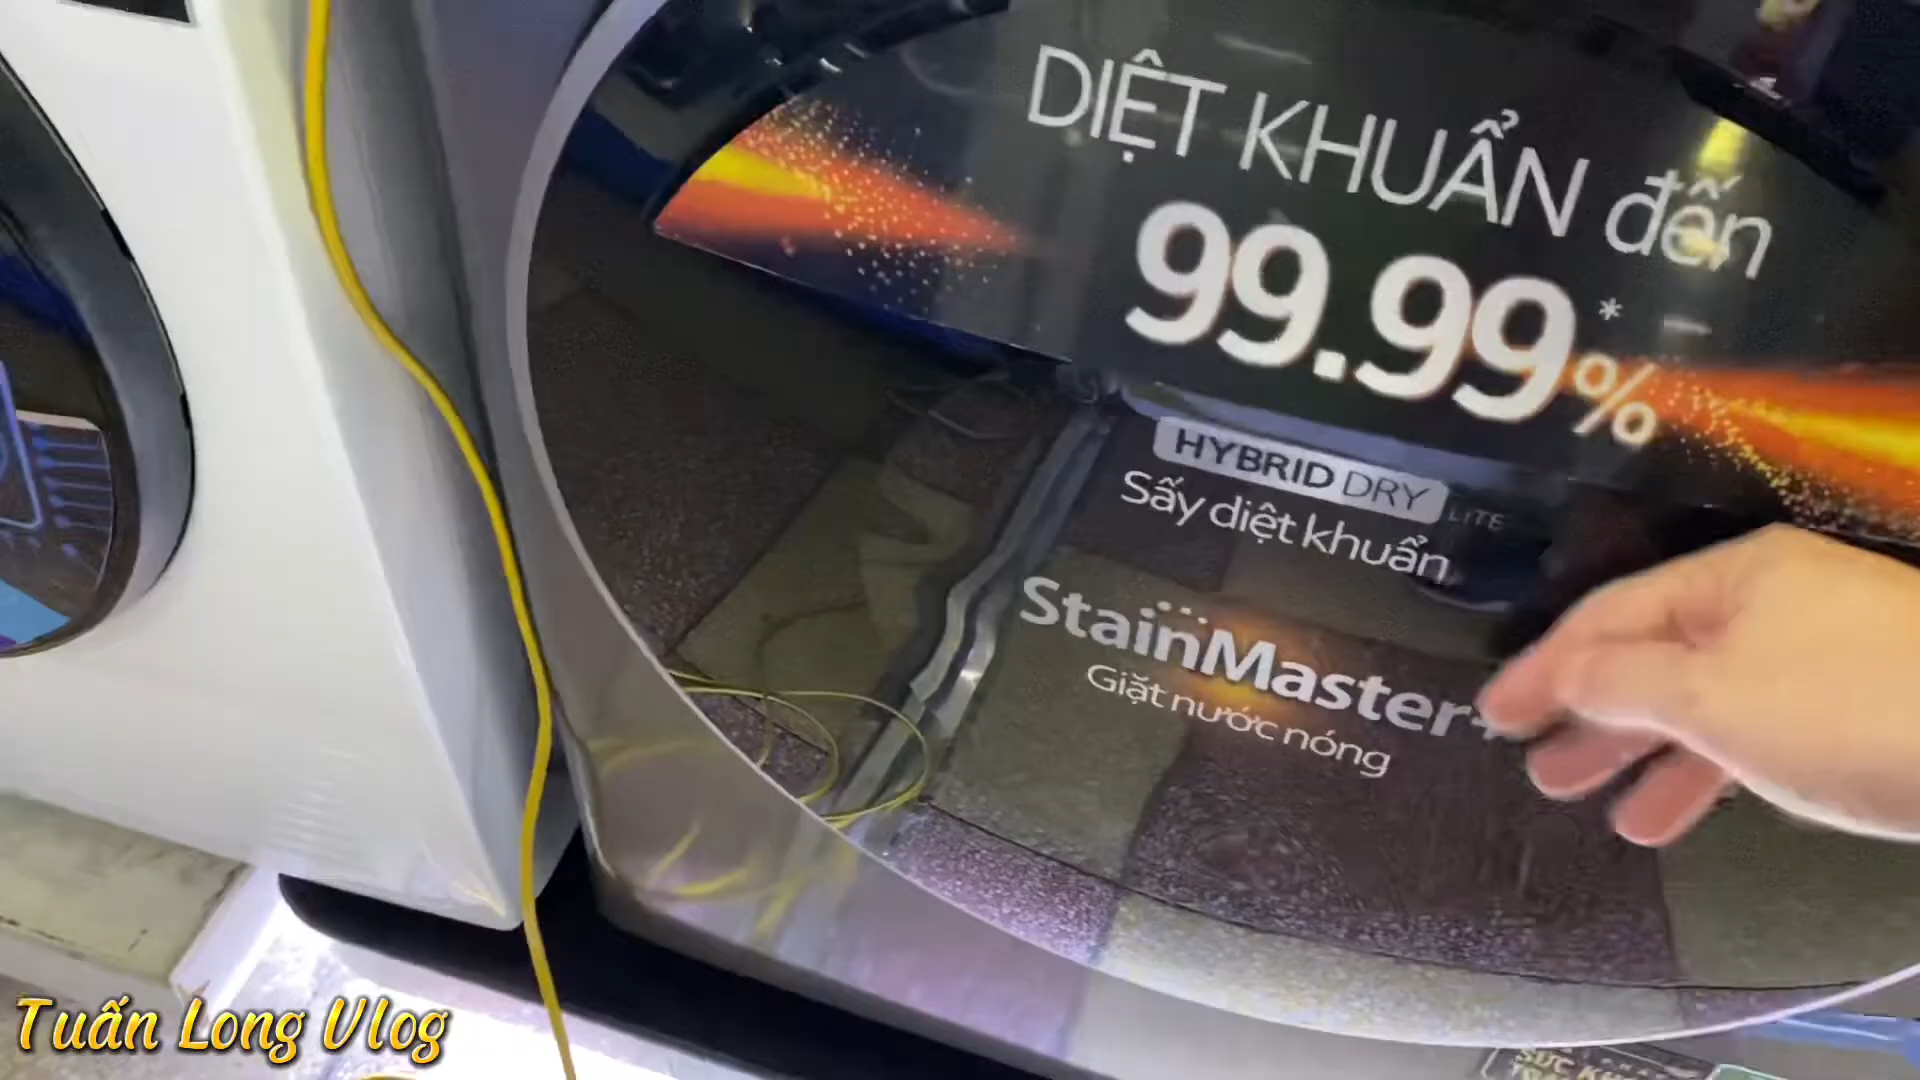 DIỆT KHUẨN đến
99.99%*
HYBRID DRY LITE
Sấy diệt khuẩn
StainMaster+
Giặt nước nóng
Tuấn Long Vlog